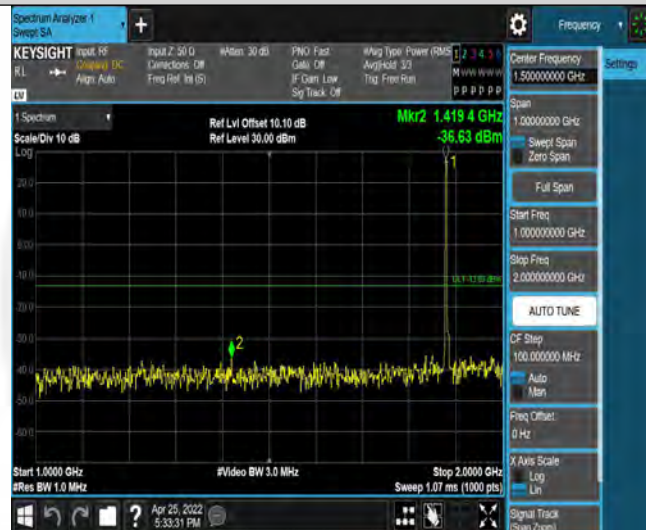 Spectrum Analyzer 1
Swept SA
+
Frequency
KEYSIGHT
RL
LV
Input: RF
Coupling: DC
Align: Auto
Input Z: 50 Ω
Corrections: Off
Freq Ref: Int (S)
#Atten: 30 dB
PNO: Fast
Gate: Off
IF Gain: Low
Sig Track: Off
#Avg Type: Power (RMS
Avg|Hold: 3/3
Trig: Free Run
1 2 3 4 5 6
M W W W W W
P P P P P P
1 Spectrum
Scale/Div 10 dB
Ref Lvl Offset 10.10 dB
Ref Level 30.00 dBm
Mkr2 1.419 4 GHz
-36.63 dBm
Log
20.0
10.0
0.00
-10.0
-20.0
-30.0
-40.0
-50.0
-60.0
1
2
Start 1.0000 GHz
#Res BW 1.0 MHz
#Video BW 3.0 MHz
Stop 2.0000 GHz
Sweep 1.07 ms (1000 pts)
?
Apr 25, 2022
5:33:31 PM
Center Frequency
1.500000000 GHz
Settings
Span
1.00000000 GHz
Swept Span
Zero Span
Full Span
Start Freq
1.000000000 GHz
Stop Freq
2.000000000 GHz
AUTO TUNE
CF Step
100.000000 MHz
Auto
Man
Freq Offset
0 Hz
X Axis Scale
Log
Lin
Signal Track
(Span Zoom)